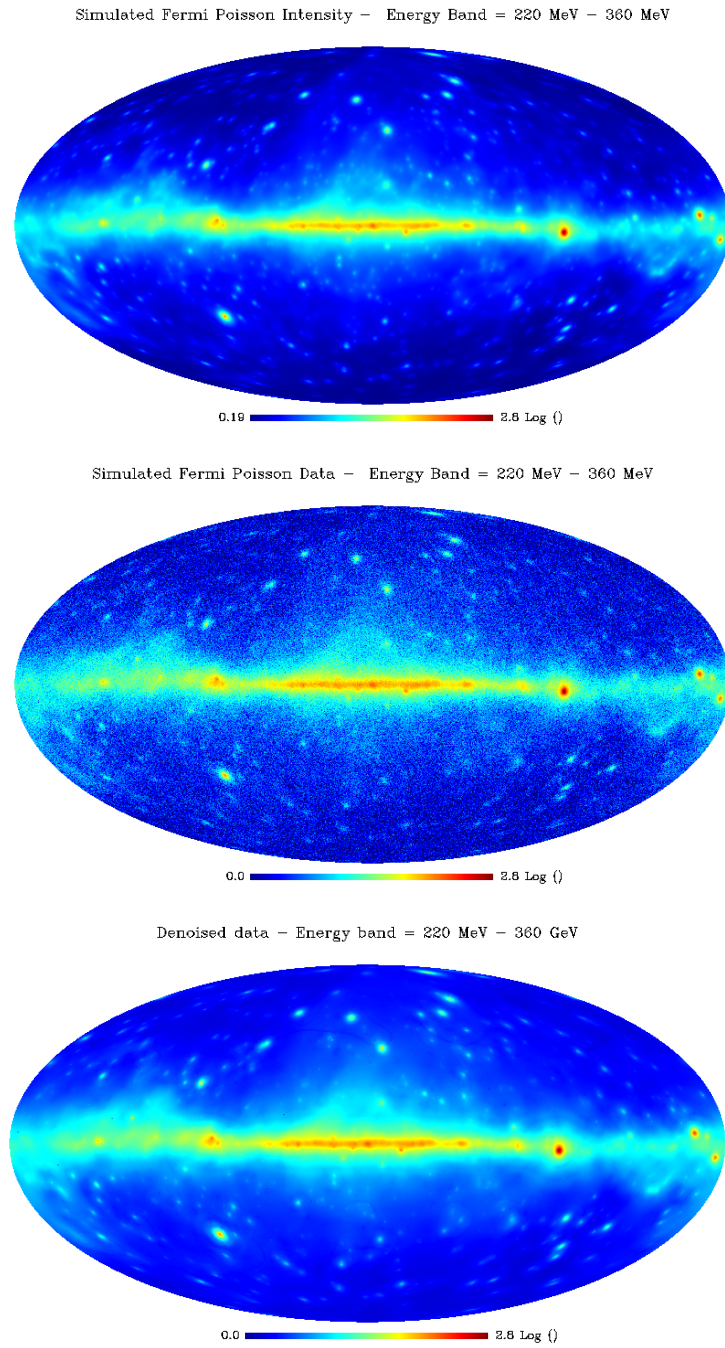 Simulated Fermi Poisson Intensity - Energy Band = 220 MeV - 360 MeV
0.19 2.8 Log ()
Simulated Fermi Poisson Data - Energy Band = 220 MeV - 360 MeV
0.0 2.8 Log ()
Denoised data - Energy band = 220 MeV - 360 GeV
0.0 2.8 Log ()